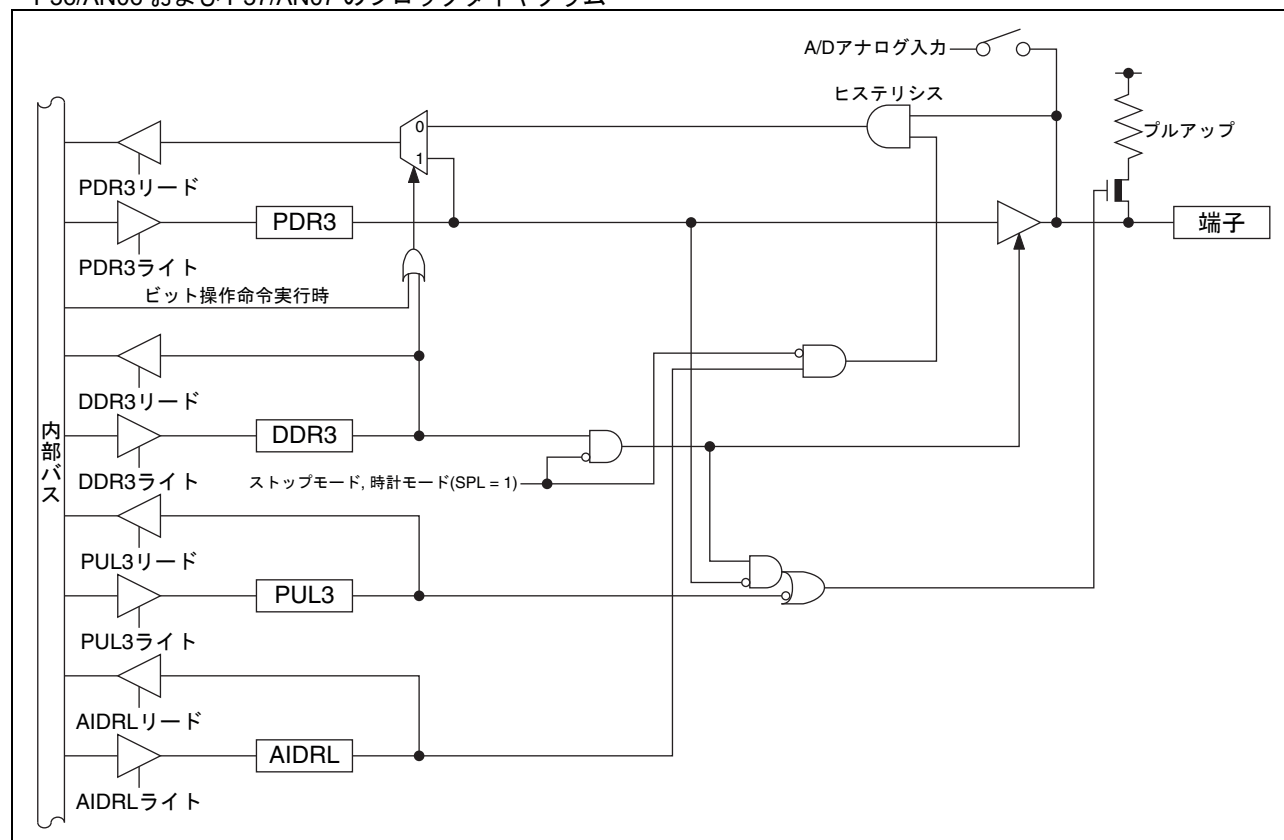 A/Dアナログ入力
ヒステリシス
プルアップ
0
1
PDR3リード
PDR3
端子
PDR3ライト
ビット操作命令実行時
DDR3リード
内部バス
DDR3
DDR3ライト
ストップモード, 時計モード(SPL = 1)
PUL3リード
PUL3
PUL3ライト
AIDRLリード
AIDRL
AIDRLライト